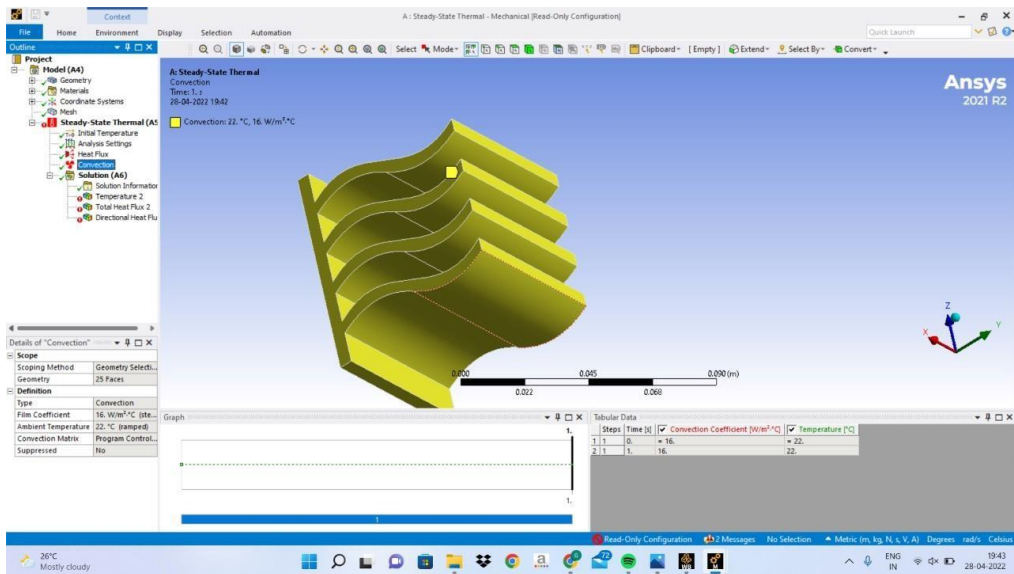 Context
A : Steady-State Thermal - Mechanical [Read-Only Configuration]
File Home Environment Display Selection Automation
Quick Launch
Outline
Select Mode Clipboard [ Empty ] Extend Select By Convert
Project
Model (A4)
Geometry
Materials
Coordinate Systems
Mesh
Steady-State Thermal (A5
Initial Temperature
Analysis Settings
Heat Flux
Convection
Solution (A6)
Solution Informatior
Temperature 2
Total Heat Flux 2
Directional Heat Flu
A: Steady-State Thermal
Convection
Time: 1. s
28-04-2022 19:42
Convection: 22. °C, 16. W/m²·°C
Ansys
2021 R2
Z
X
Y
0.000 0.045 0.090 (m)
0.022 0.068
Details of "Convection"
Scope
Scoping Method Geometry Selecti...
Geometry 25 Faces
Definition
Type Convection
Film Coefficient 16. W/m²·°C (ste...
Ambient Temperature 22. °C (ramped)
Convection Matrix Program Control...
Suppressed No
Graph
1.
1.
1
Tabular Data
Steps Time [s] Convection Coefficient [W/m²·°C] Temperature [°C]
1 1 0. = 16. = 22.
2 1 1. 16. 22.
Read-Only Configuration 2 Messages No Selection Metric (m, kg, N, s, V, A) Degrees rad/s Celsius
26°C
Mostly cloudy
72
ENG
IN
19:43
28-04-2022